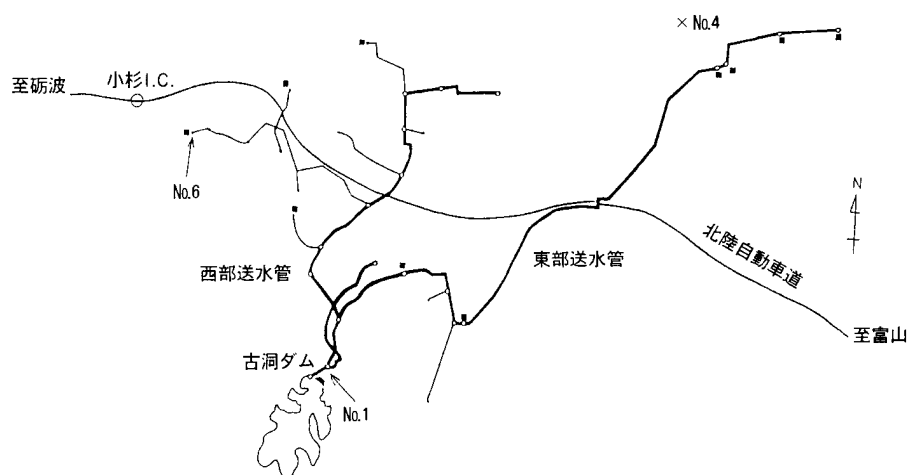 ×No.4
小杉I.C.
至砺波
No.6
N
西部送水管
東部送水管
北陸自動車道
至富山
古洞ダム
No.1